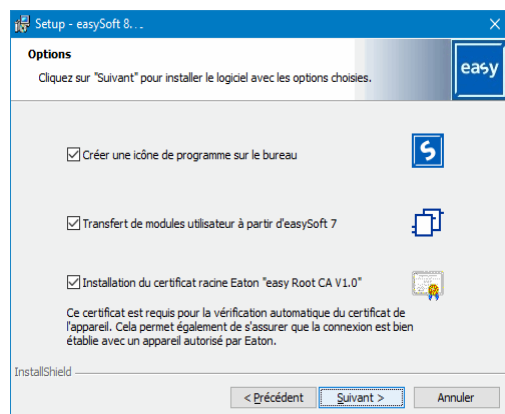 Setup - easySoft 8. . .
Options
Cliquez sur "Suivant" pour installer le logiciel avec les options choisies.
easy
Créer une icône de programme sur le bureau
S
Transfert de modules utilisateur à partir d'easySoft 7
Installation du certificat racine Eaton "easy Root CA V1.0"
Ce certificat est requis pour la vérification automatique du certificat de
l'appareil. Cela permet également de s'assurer que la connexion est bien
établie avec un appareil autorisé par Eaton.
InstallShield
< Précédent
Suivant >
Annuler